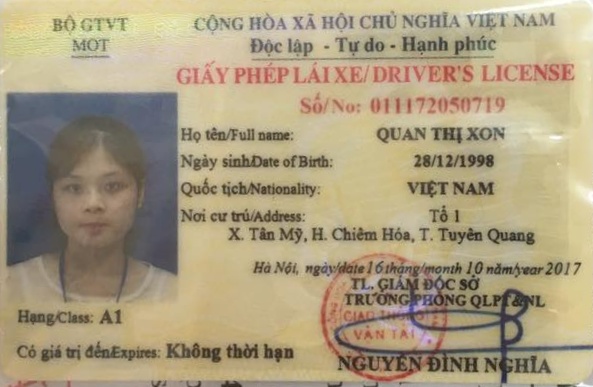 BỘ GTVT
MOT
CỘNG HÒA XÃ HỘI CHỦ NGHĨA VIỆT NAM
Độc lập - Tự do - Hạnh phúc
GIẤY PHÉP LÁI XE/ DRIVER'S LICENSE
Số/No: 011172050719
Họ tên/Full name: QUAN THỊ XON
Ngày sinh/Date of Birth: 28/12/1998
Quốc tịch/Nationality: VIỆT NAM
Nơi cư trú/Address: Tổ 1
X. Tân Mỹ, H. Chiêm Hóa, T. Tuyên Quang
Hà Nội, ngày/date 16 tháng/month 10 năm/year 2017
TL. GIÁM ĐỐC SỞ
TRƯỞNG PHÒNG QLPT &NL
GIAO THÔNG
VẬN TẢI
Hạng/Class: A1
Có giá trị đến/Expires: Không thời hạn
NGUYỄN ĐÌNH NGHĨA